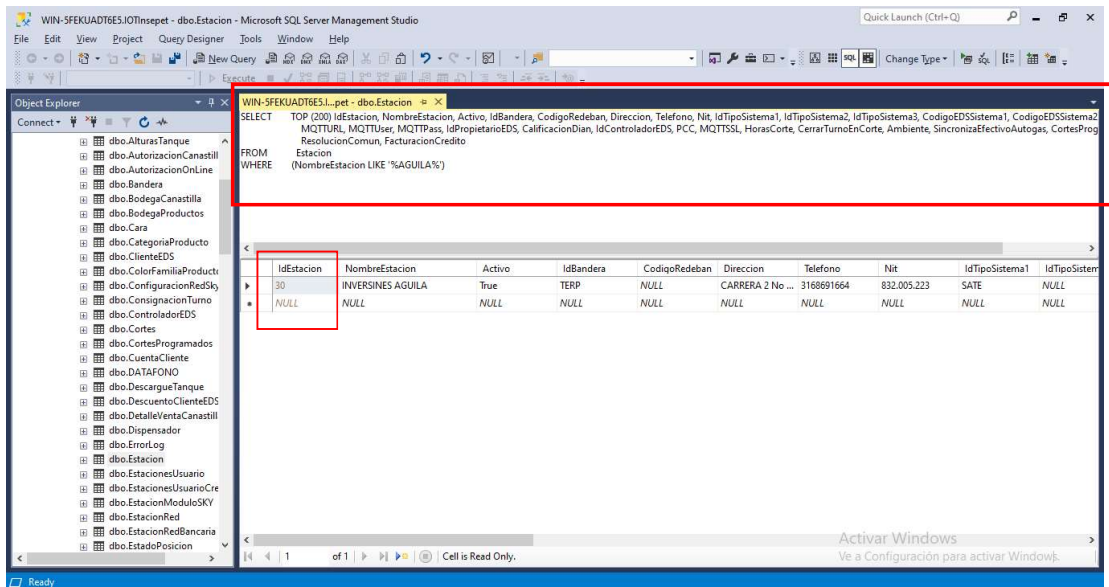 WIN-5FEKUADT6E5.IOTInsepet - dbo.Estacion - Microsoft SQL Server Management Studio
Quick Launch (Ctrl+Q)
File Edit View Project Query Designer Tools Window Help
New Query
SQL
Change Type
Execute
Object Explorer
Connect
dbo.AlturasTanque
dbo.AutorizacionCanastill
dbo.AutorizacionOnLine
dbo.Bandera
dbo.BodegaCanastilla
dbo.BodegaProductos
dbo.Cara
dbo.CategoriaProducto
dbo.ClienteEDS
dbo.ColorFamiliaProducto
dbo.ConfiguracionRedSky
dbo.ConsignacionTurno
dbo.ControladorEDS
dbo.Cortes
dbo.CortesProgramados
dbo.CuentaCliente
dbo.DATAFONO
dbo.DescargueTanque
dbo.DescuentoClienteEDS
dbo.DetalleVentaCanastill
dbo.Dispensador
dbo.ErrorLog
dbo.Estacion
dbo.EstacionesUsuario
dbo.EstacionesUsuarioCre
dbo.EstacionModuloSKY
dbo.EstacionRed
dbo.EstacionRedBancaria
dbo.EstadoPosicion
WIN-5FEKUADT6E5.I...pet - dbo.Estacion
SELECT TOP (200) IdEstacion, NombreEstacion, Activo, IdBandera, CodigoRedeban, Direccion, Telefono, Nit, IdTipoSistema1, IdTipoSistema2, IdTipoSistema3, CodigoEDSSistema1, CodigoEDSSistema2
MQTTURL, MQTTUser, MQTTPass, IdPropietarioEDS, CalificacionDian, IdControladorEDS, PCC, MQTTSSL, HorasCorte, CerrarTurnoEnCorte, Ambiente, SincronizaEfectivoAutogas, CortesProg
ResolucionComun, FacturacionCredito
FROM Estacion
WHERE (NombreEstacion LIKE '%AGUILA%')
IdEstacion NombreEstacion Activo IdBandera CodigoRedeban Direccion Telefono Nit IdTipoSistema1 IdTipoSistem
30 INVERSINES AGUILA True TERP NULL CARRERA 2 No ... 3168691664 832.005.223 SATE NULL
NULL NULL NULL NULL NULL NULL NULL NULL NULL NULL
Activar Windows
Ve a Configuración para activar Windows.
1 of 1 Cell is Read Only.
Ready